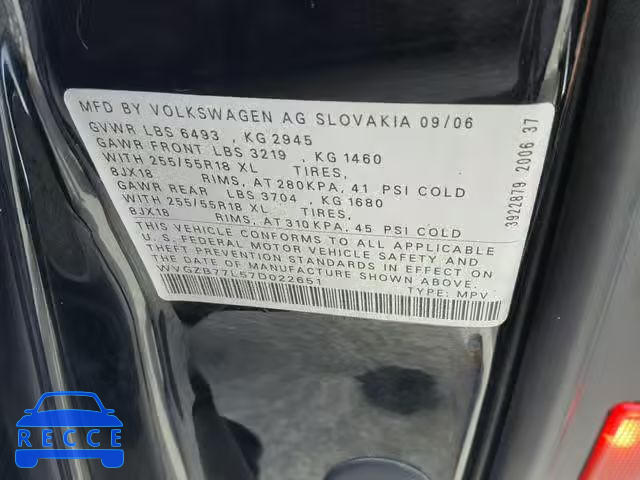 MFD BY VOLKSWAGEN AG SLOVAKIA 09/06
GVWR LBS 6493 , KG 2945
GAWR FRONT LBS 3219 , KG 1460
WITH 255/55R18 XL TIRES,
8JX18 RIMS, AT 280KPA, 41 PSI COLD
GAWR REAR LBS 3704 , KG 1680
WITH 255/55R18 XL TIRES,
8JX18 RIMS, AT 310KPA, 45 PSI COLD
THIS VEHICLE CONFORMS TO ALL APPLICABLE
U. S. FEDERAL MOTOR VEHICLE SAFETY AND
THEFT PREVENTION STANDARDS IN EFFECT ON
THE DATE OF MANUFACTURE SHOWN ABOVE.
WVGZB77L57D022651 TYPE: MPV
3922879 2006 37
RECCE